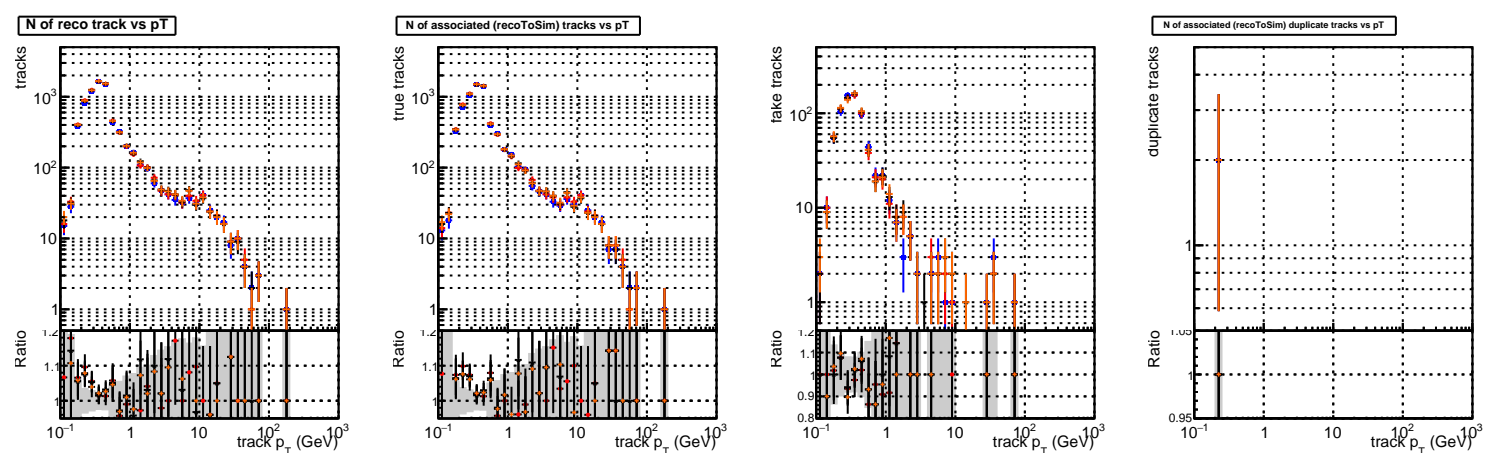 N of reco track vs pT
tracks
10³
10²
10
1
Ratio
1.2
1.1
1
10⁻¹ 1 10 10² 10³
track p_T (GeV)
N of associated (recoToSim) tracks vs pT
true tracks
10³
10²
10
1
Ratio
1.2
1.1
1
10⁻¹ 1 10 10² 10³
track p_T (GeV)
fake tracks
10²
10
1
Ratio
1.2
1.1
1
0.9
0.8
10⁻¹ 1 10 10² 10³
track p_T (GeV)
N of associated (recoToSim) duplicate tracks vs pT
duplicate tracks
1
Ratio
1.05
1
0.95
10⁻¹ 1 10 10² 10³
track p_T (GeV)